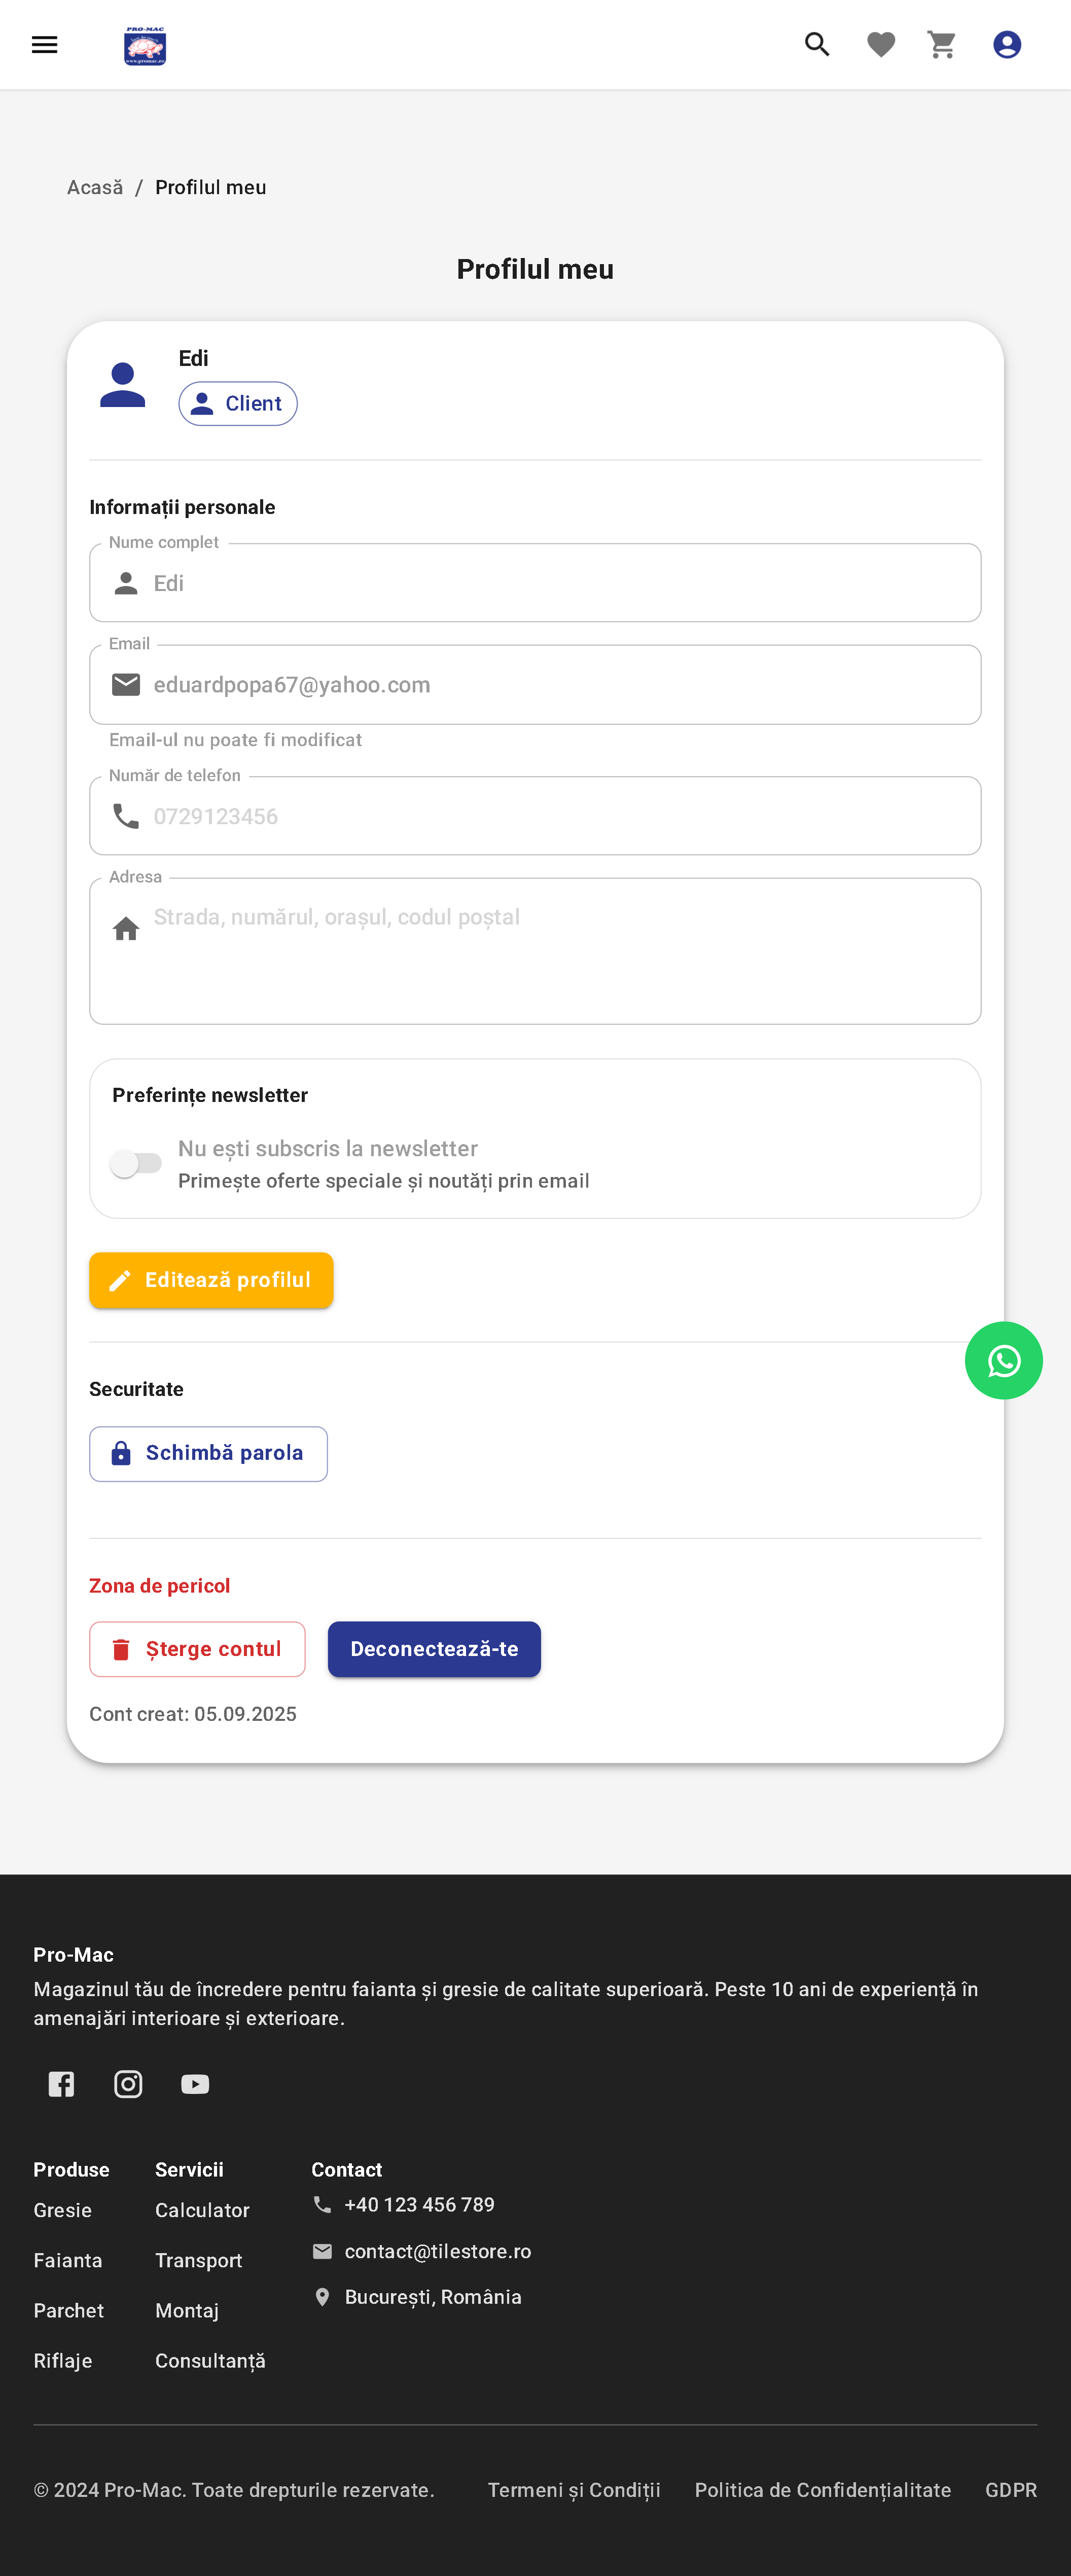 PRO-MAC
www.promac.ro
Acasă / Profilul meu
Profilul meu
Edi
Client
Informații personale
Nume complet
Edi
Email
eduardpopa67@yahoo.com
Email-ul nu poate fi modificat
Număr de telefon
0729123456
Adresa
Strada, numărul, orașul, codul poștal
Preferințe newsletter
Nu ești subscris la newsletter
Primește oferte speciale și noutăți prin email
Editează profilul
Securitate
Schimbă parola
Zona de pericol
Șterge contul
Deconectează-te
Cont creat: 05.09.2025
Pro-Mac
Magazinul tău de încredere pentru faianta și gresie de calitate superioară. Peste 10 ani de experiență în
amenajări interioare și exterioare.
Produse
Gresie
Faianta
Parchet
Riflaje
Servicii
Calculator
Transport
Montaj
Consultanță
Contact
+40 123 456 789
contact@tilestore.ro
București, România
© 2024 Pro-Mac. Toate drepturile rezervate.
Termeni și Condiții
Politica de Confidențialitate
GDPR